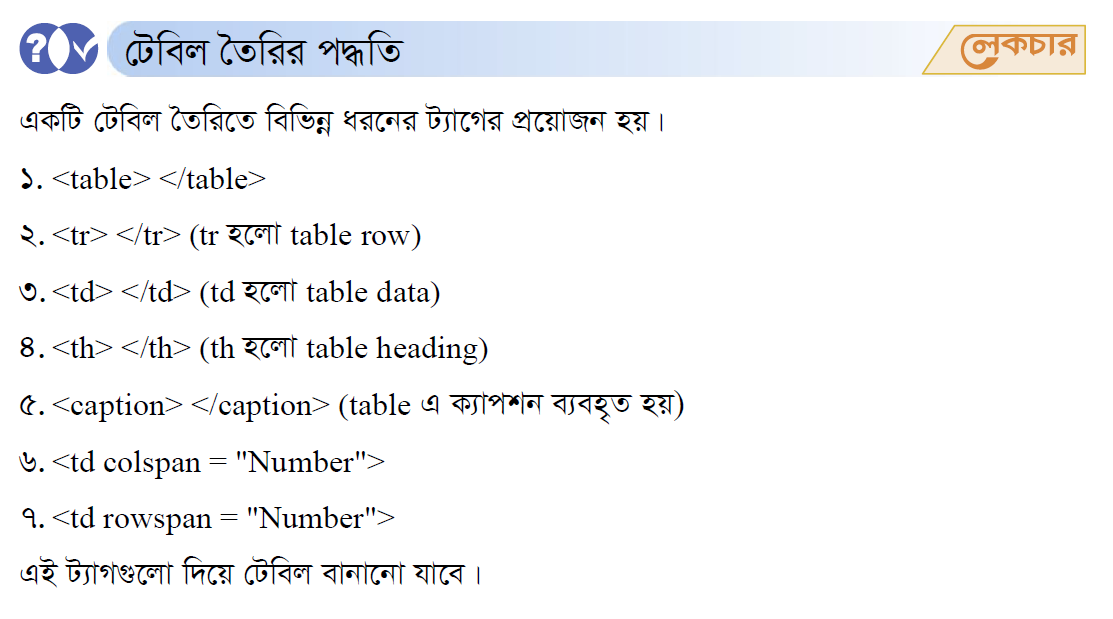 টেবিল তৈরির পদ্ধতি
লেকচার
একটি টেবিল তৈরিতে বিভিন্ন ধরনের ট্যাগের প্রয়োজন হয়।
১. <table> </table>
২. <tr> </tr> (tr হলো table row)
৩. <td> </td> (td হলো table data)
৪. <th> </th> (th হলো table heading)
৫. <caption> </caption> (table এ ক্যাপশন ব্যবহৃত হয়)
৬. <td colspan = "Number">
৭. <td rowspan = "Number">
এই ট্যাগগুলো দিয়ে টেবিল বানানো যাবে।